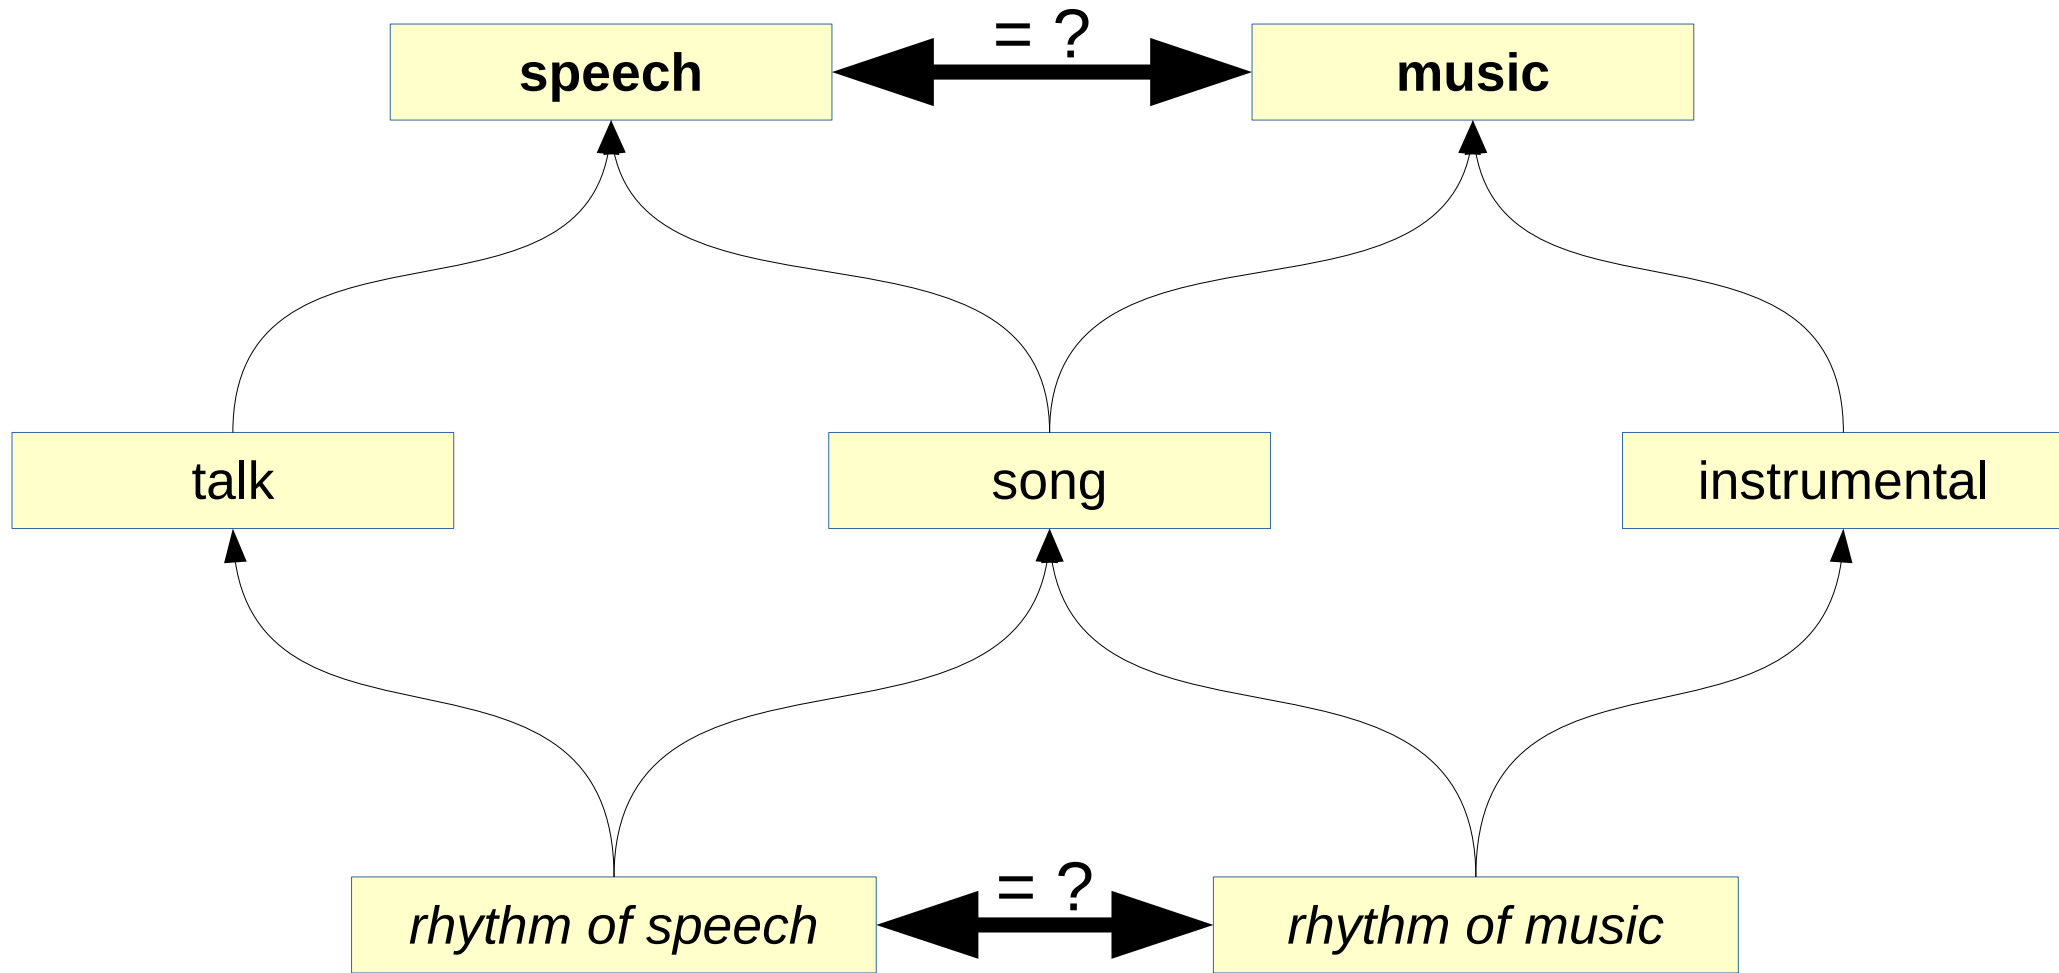 = ?
speech
music
talk
song
instrumental
= ?
rhythm of speech
rhythm of music